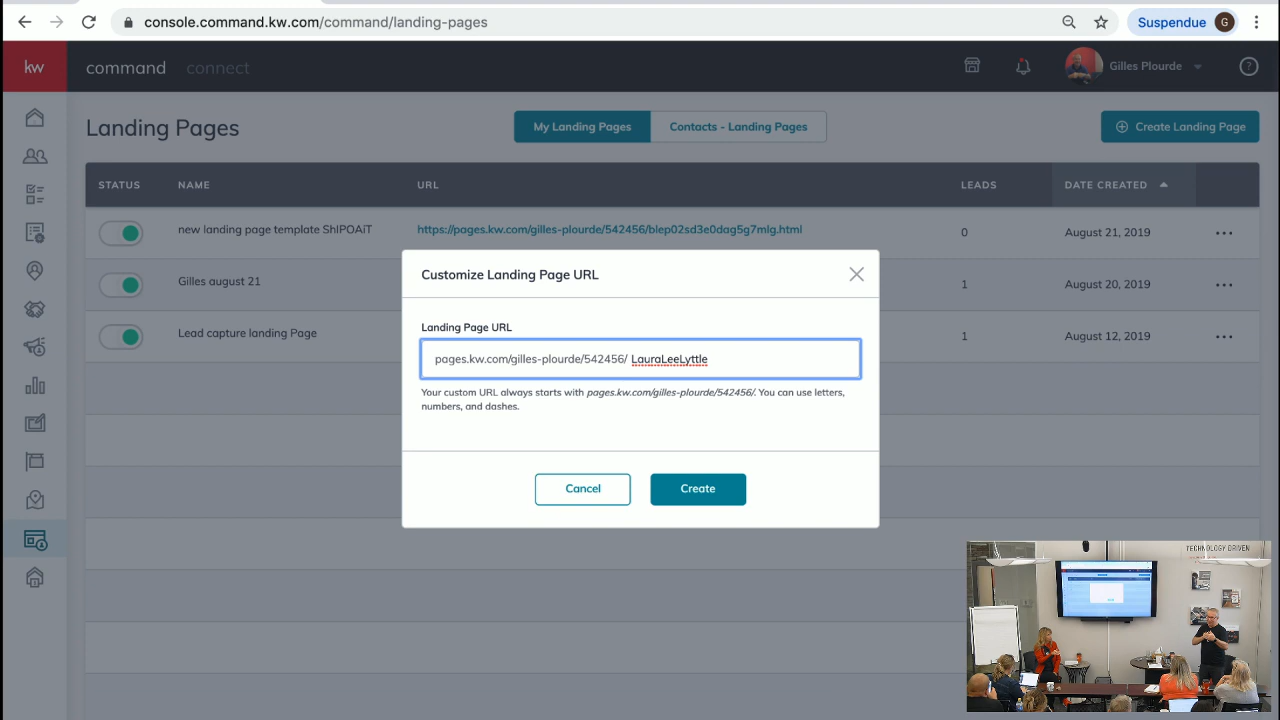 console.command.kw.com/command/landing-pages
Suspendue G
kw command connect
Gilles Plourde
?
Landing Pages
My Landing Pages
Contacts - Landing Pages
Create Landing Page
STATUS NAME URL LEADS DATE CREATED
new landing page template ShIPOAiT https://pages.kw.com/gilles-plourde/542456/blep02sd3e0dag5g7mlg.html 0 August 21, 2019
Gilles august 21 1 August 20, 2019
Lead capture landing Page 1 August 12, 2019
Customize Landing Page URL
Landing Page URL
pages.kw.com/gilles-plourde/542456/ LauraLeeLyttle
Your custom URL always starts with pages.kw.com/gilles-plourde/542456/. You can use letters,
numbers, and dashes.
Cancel
Create
TECHNOLOGY DRIVEN